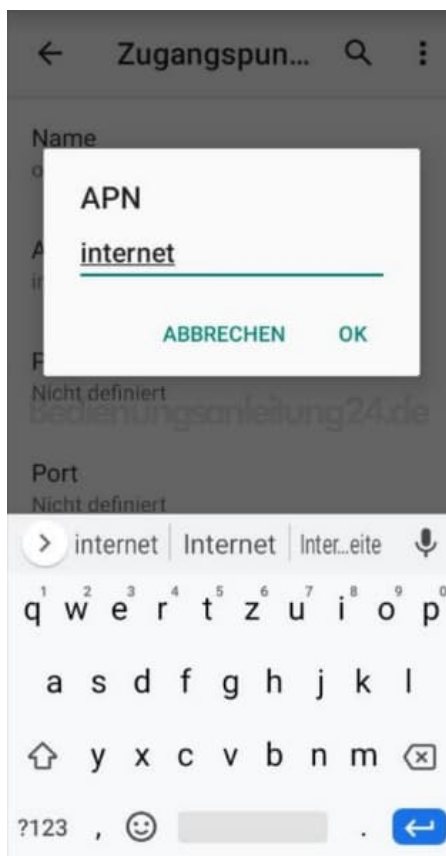 Zugangspun...
Name
APN
internet
ABBRECHEN OK
Nicht definiert
Bedienungsanleitung24.de
Port
Nicht definiert
internet Internet Inter...eite
1 2 3 4 5 6 7 8 9 0
q w e r t z u i o p
a s d f g h j k l
y x c v b n m
?123 , .